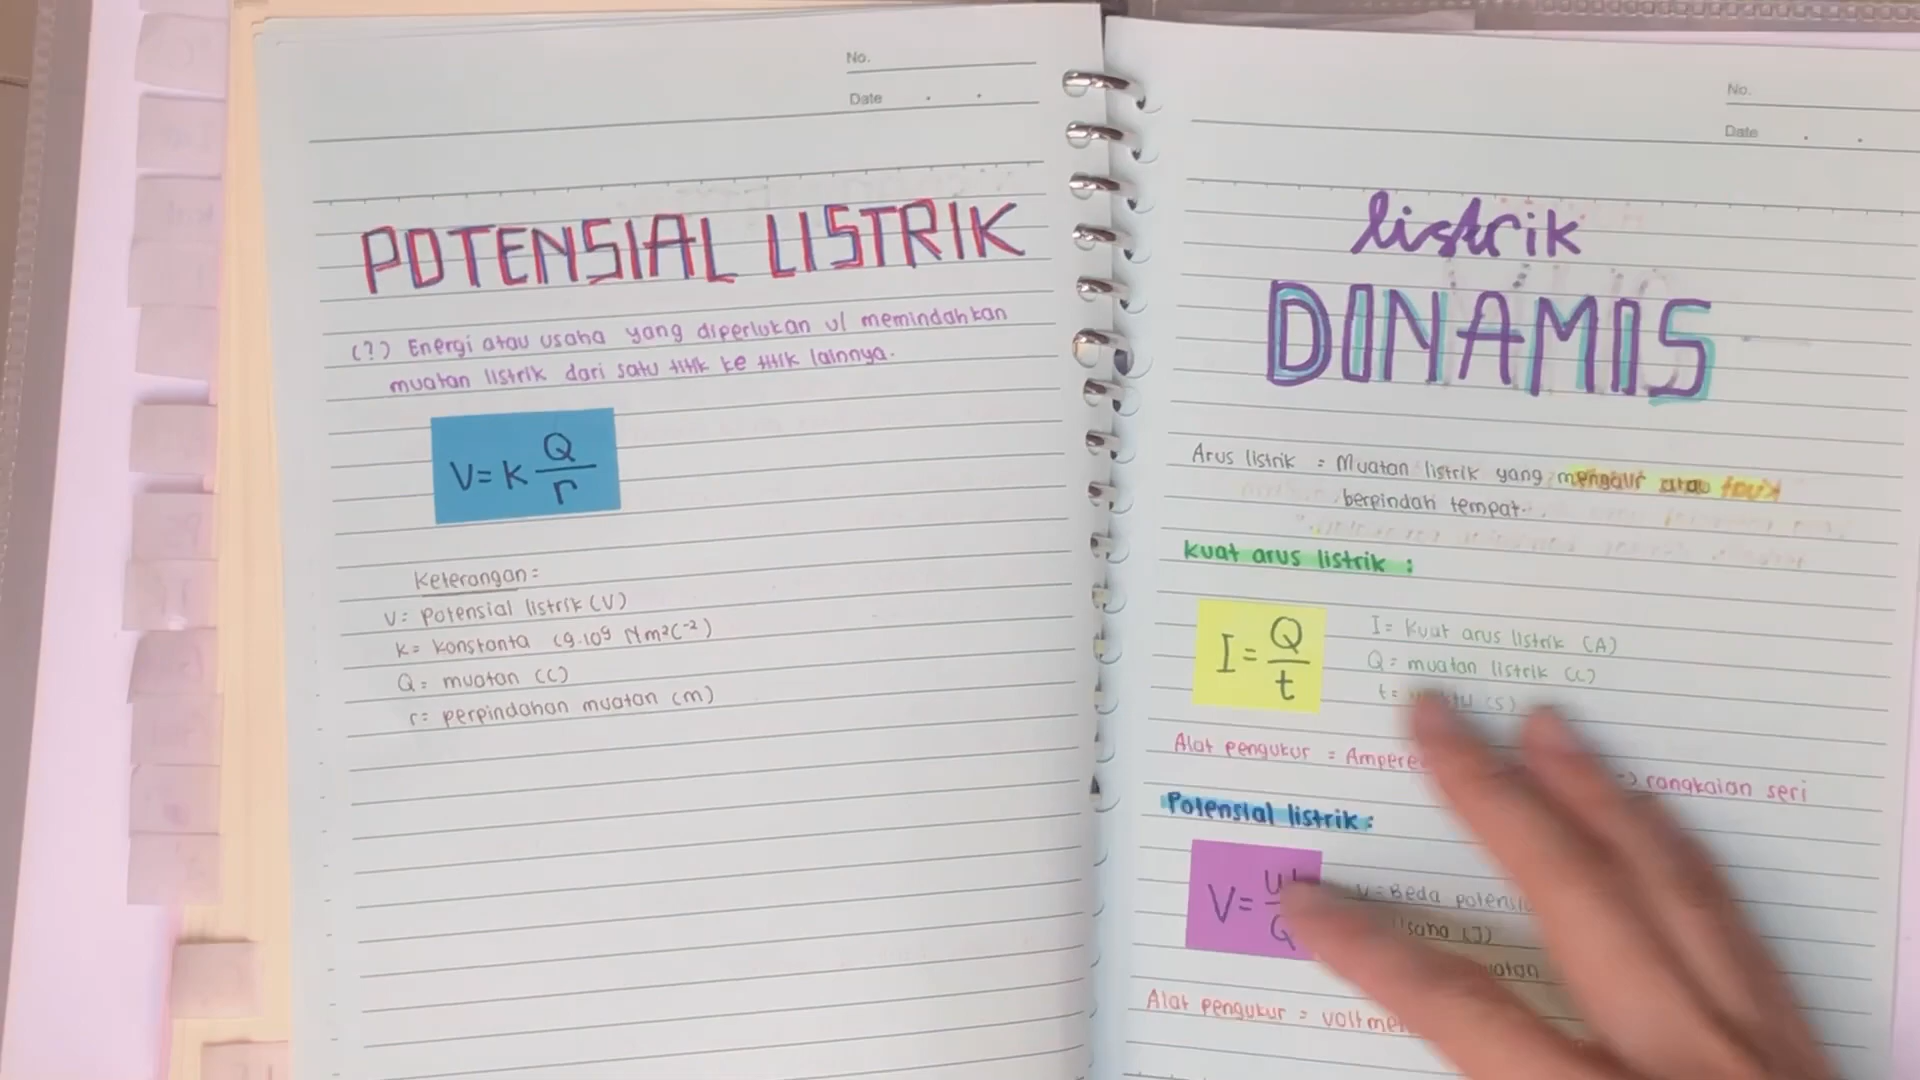 No.
Date
POTENSIAL LISTRIK
(?) Energi atau usaha yang diperlukan u/ memindahkan
muatan listrik dari satu titik ke titik lainnya.
V= k Q/r
Keterangan:
V= Potensial listrik (V)
k= konstanta (9.10⁹ Nm²C⁻²)
Q= muatan (C)
r= perpindahan muatan (m)
No.
Date
listrik
DINAMIS
Arus listrik = Muatan listrik yang mengalir atau
berpindah tempat.
Kuat arus listrik :
I = Q/t
I= Kuat arus listrik (A)
Q= muatan listrik (C)
t= (s)
Alat pengukur = → rangkaian seri
Potensial listrik:
V= Beda
(J)
Alat pengukur =